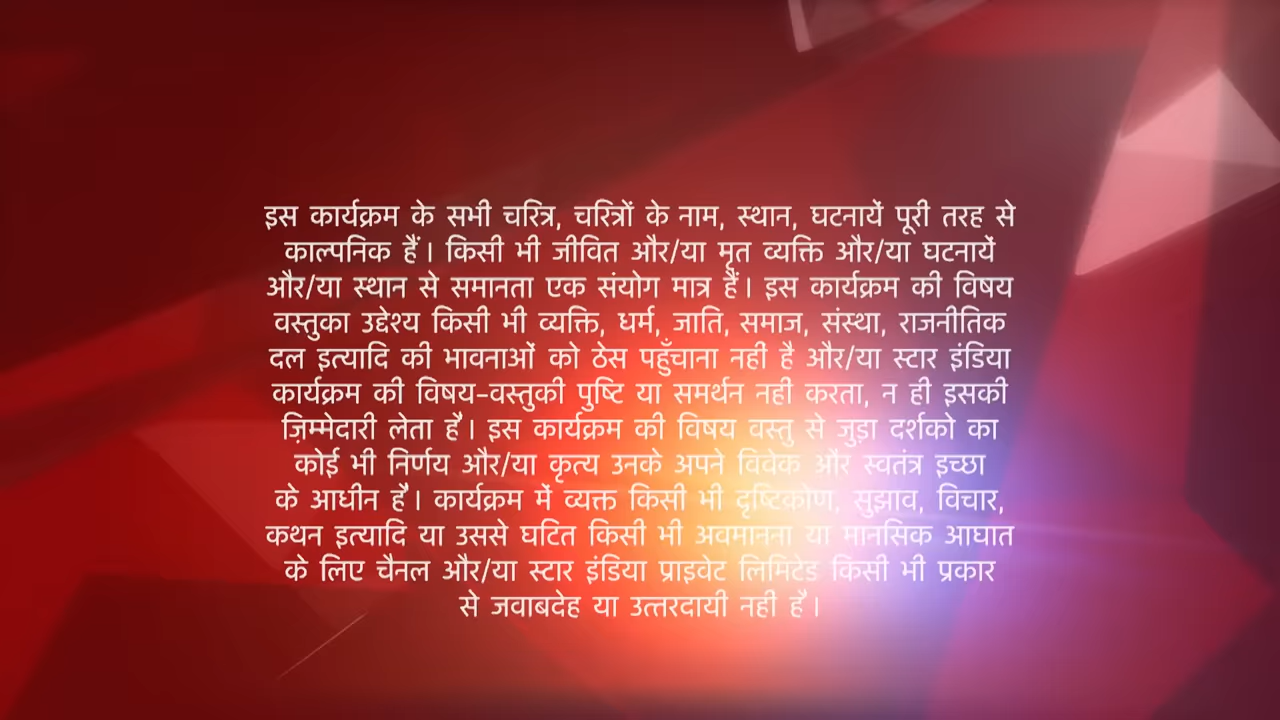 इस कार्यक्रम के सभी चरित्र, चरित्रों के नाम, स्थान, घटनायें पूरी तरह से
काल्पनिक हैं। किसी भी जीवित और/या मृत व्यक्ति और/या घटनायें
और/या स्थान से समानता एक संयोग मात्र हैं। इस कार्यक्रम की विषय
वस्तुका उद्देश्य किसी भी व्यक्ति, धर्म, जाति, समाज, संस्था, राजनीतिक
दल इत्यादि की भावनाओं को ठेस पहुँचाना नहीं है और/या स्टार इंडिया
कार्यक्रम की विषय-वस्तुकी पुष्टि या समर्थन नही करता, न ही इसकी
ज़िम्मेदारी लेता है। इस कार्यक्रम की विषय वस्तु से जुड़ा दर्शको का
कोई भी निर्णय और/या कृत्य उनके अपने विवेक और स्वतंत्र इच्छा
के आधीन है। कार्यक्रम में व्यक्त किसी भी दृष्टिकोण, सुझाव, विचार,
कथन इत्यादि या उससे घटित किसी भी अवमानना या मानसिक आघात
के लिए चैनल और/या स्टार इंडिया प्राइवेट लिमिटेड किसी भी प्रकार
से जवाबदेह या उत्तरदायी नही है।